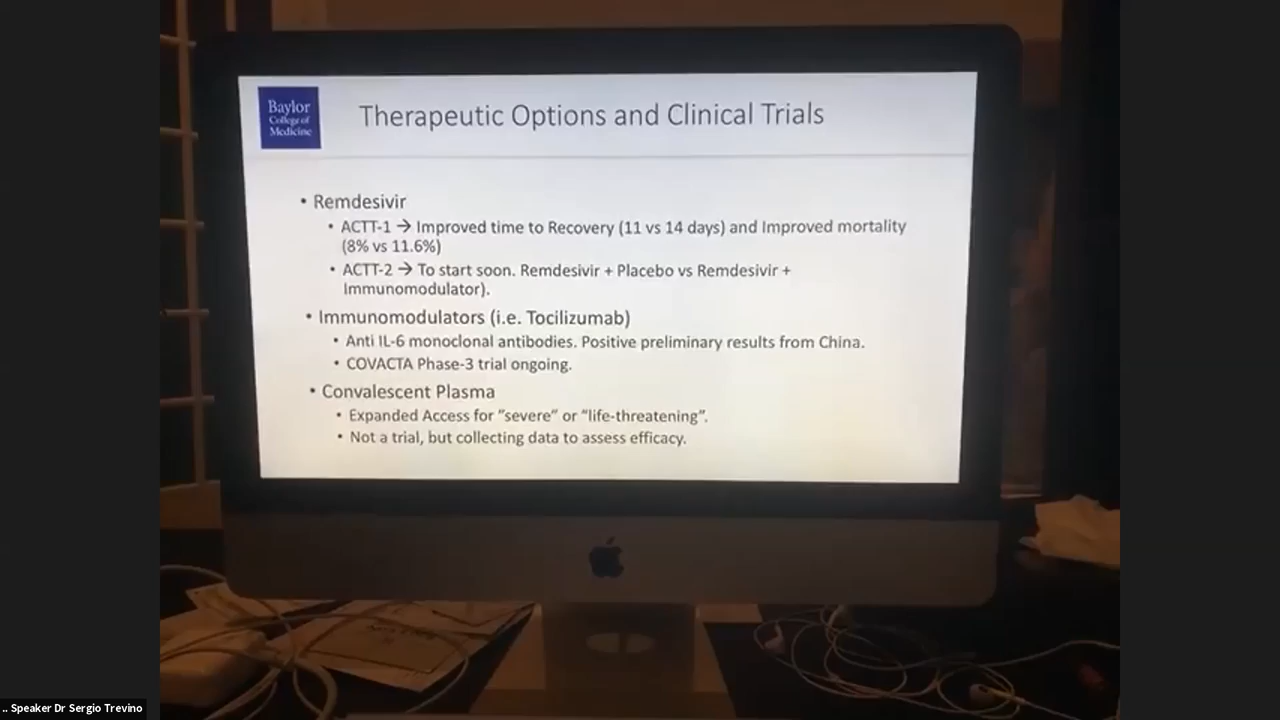 Baylor
College of
Medicine
Therapeutic Options and Clinical Trials
• Remdesivir
• ACTT-1 → Improved time to Recovery (11 vs 14 days) and Improved mortality
(8% vs 11.6%)
• ACTT-2 → To start soon. Remdesivir + Placebo vs Remdesivir +
Immunomodulator).
• Immunomodulators (i.e. Tocilizumab)
• Anti IL-6 monoclonal antibodies. Positive preliminary results from China.
• COVACTA Phase-3 trial ongoing.
• Convalescent Plasma
• Expanded Access for "severe" or "life-threatening".
• Not a trial, but collecting data to assess efficacy.
.. Speaker Dr Sergio Trevino